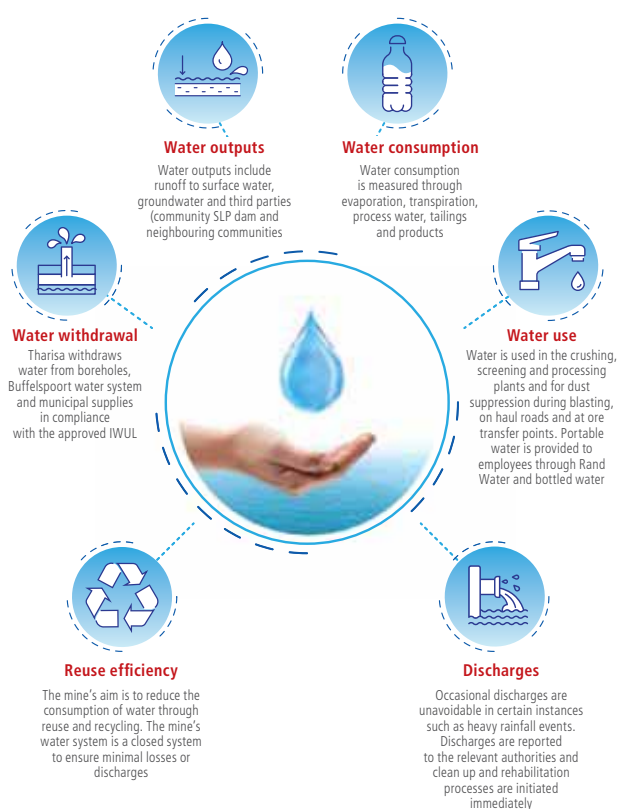 Water outputs
Water outputs include
runoff to surface water,
groundwater and third parties
(community SLP dam and
neighbouring communities
Water consumption
Water consumption
is measured through
evaporation, transpiration,
process water, tailings
and products
Water withdrawal
Tharisa withdraws
water from boreholes,
Buffelspoort water system
and municipal supplies
in compliance
with the approved IWUL
Water use
Water is used in the crushing,
screening and processing
plants and for dust
suppression during blasting,
on haul roads and at ore
transfer points. Portable
water is provided to
employees through Rand
Water and bottled water
Reuse efficiency
The mine's aim is to reduce the
consumption of water through
reuse and recycling. The mine's
water system is a closed system
to ensure minimal losses or
discharges
Discharges
Occasional discharges are
unavoidable in certain instances
such as heavy rainfall events.
Discharges are reported
to the relevant authorities and
clean up and rehabilitation
processes are initiated
immediately